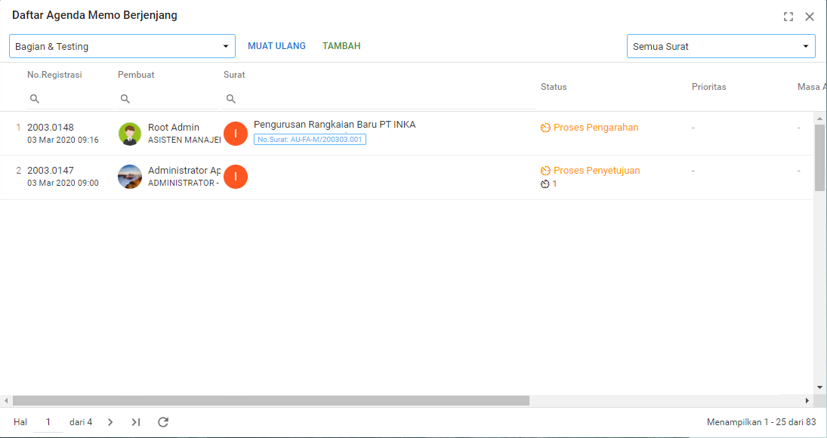 Daftar Agenda Memo Berjenjang
Bagian & Testing MUAT ULANG TAMBAH Semua Surat
No.Registrasi Pembuat Surat Status Prioritas Masa A
1 2003.0148 Root Admin I Pengurusan Rangkaian Baru PT INKA Proses Pengarahan - -
03 Mar 2020 09:16 ASISTEN MANAJEI No.Surat: AU-FA-M/200303.001
2 2003.0147 Administrator Ap I Proses Penyetujuan - -
03 Mar 2020 09:00 ADMINISTRATOR - 1
Hal 1 dari 4 Menampilkan 1 - 25 dari 83